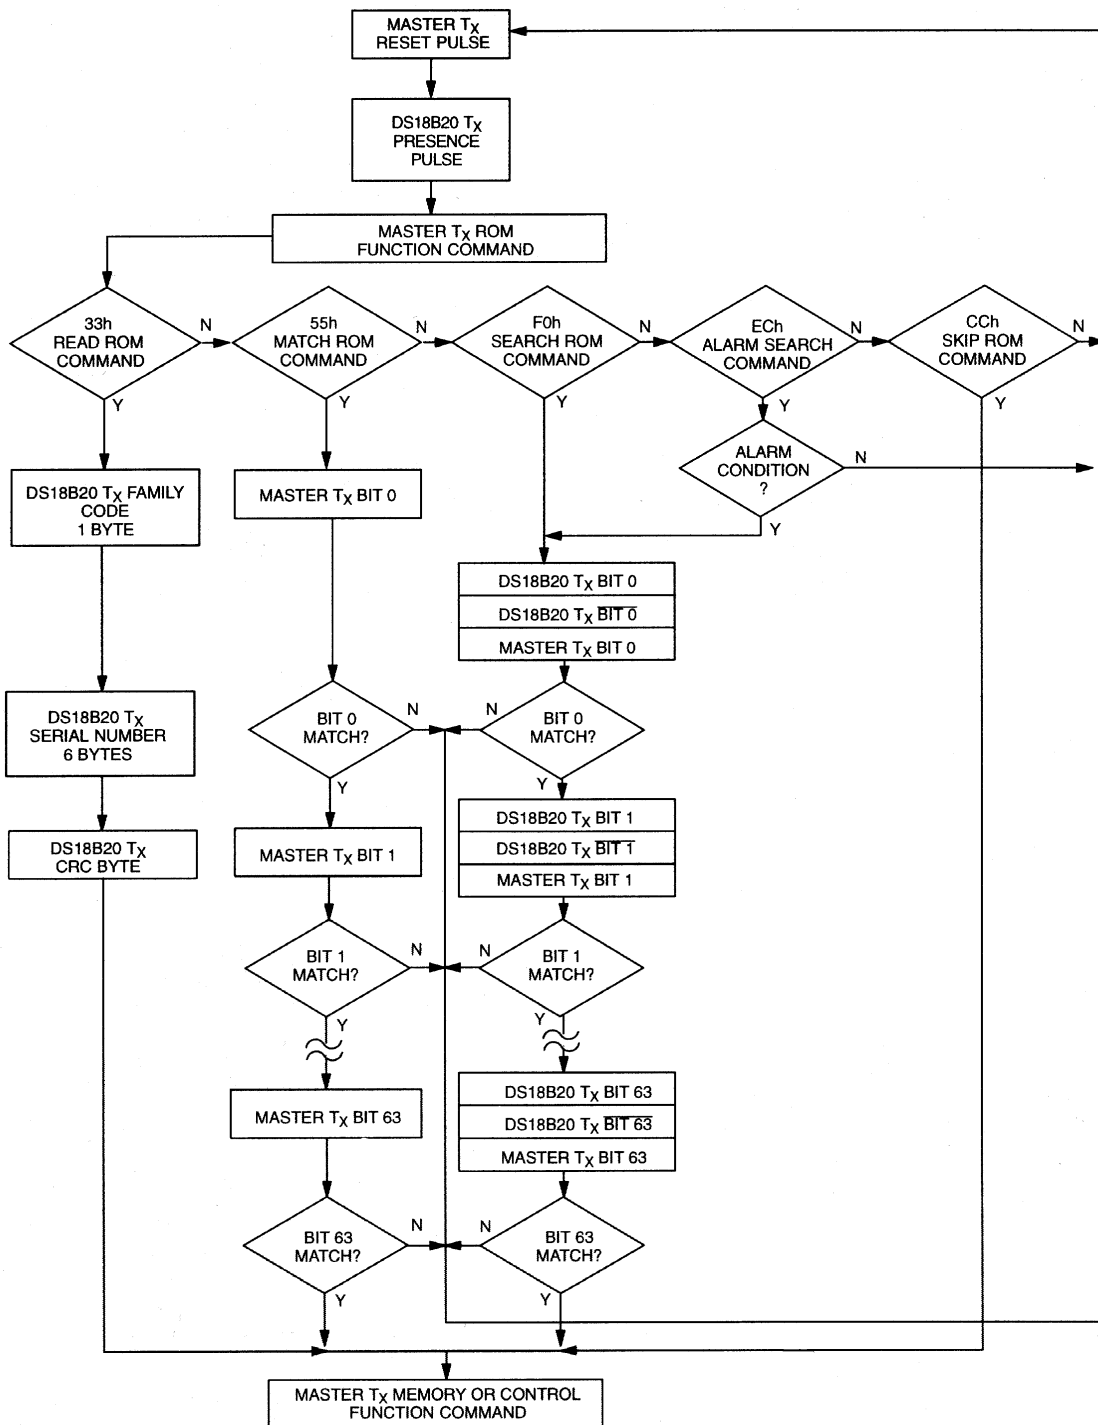 MASTER TX
RESET PULSE
DS18B20 TX
PRESENCE
PULSE
MASTER TX ROM
FUNCTION COMMAND
33h
READ ROM
COMMAND
N
Y
55h
MATCH ROM
COMMAND
N
Y
F0h
SEARCH ROM
COMMAND
N
Y
ECh
ALARM SEARCH
COMMAND
N
Y
CCh
SKIP ROM
COMMAND
N
Y
ALARM
CONDITION
?
N
Y
DS18B20 TX FAMILY
CODE
1 BYTE
DS18B20 TX
SERIAL NUMBER
6 BYTES
DS18B20 TX
CRC BYTE
MASTER TX BIT 0
BIT 0
MATCH?
N
Y
MASTER TX BIT 1
BIT 1
MATCH?
N
Y
MASTER TX BIT 63
BIT 63
MATCH?
N
Y
DS18B20 TX BIT 0
DS18B20 TX B̅I̅T̅ ̅0̅
MASTER TX BIT 0
BIT 0
MATCH?
N
Y
DS18B20 TX BIT 1
DS18B20 TX B̅I̅T̅ ̅1̅
MASTER TX BIT 1
BIT 1
MATCH?
N
Y
DS18B20 TX BIT 63
DS18B20 TX B̅I̅T̅ ̅6̅3̅
MASTER TX BIT 63
BIT 63
MATCH?
N
Y
MASTER TX MEMORY OR CONTROL
FUNCTION COMMAND